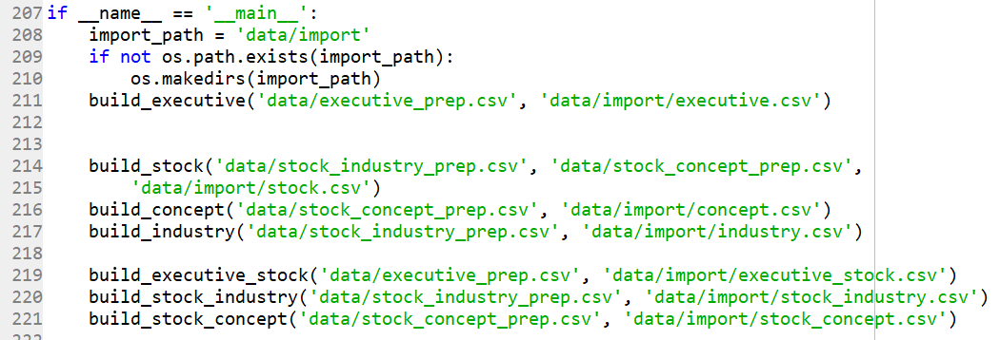 207 if __name__ == '__main__':
208     import_path = 'data/import'
209     if not os.path.exists(import_path):
210         os.makedirs(import_path)
211     build_executive('data/executive_prep.csv', 'data/import/executive.csv')
212
213
214     build_stock('data/stock_industry_prep.csv', 'data/stock_concept_prep.csv',
215         'data/import/stock.csv')
216     build_concept('data/stock_concept_prep.csv', 'data/import/concept.csv')
217     build_industry('data/stock_industry_prep.csv', 'data/import/industry.csv')
218
219     build_executive_stock('data/executive_prep.csv', 'data/import/executive_stock.csv')
220     build_stock_industry('data/stock_industry_prep.csv', 'data/import/stock_industry.csv')
221     build_stock_concept('data/stock_concept_prep.csv', 'data/import/stock_concept.csv')